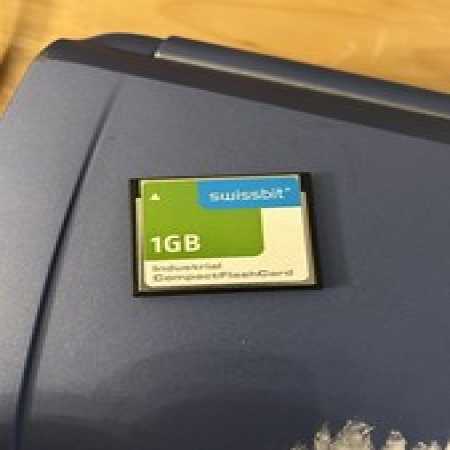 swissbit
1GB
Industrial
CompactFlashCard